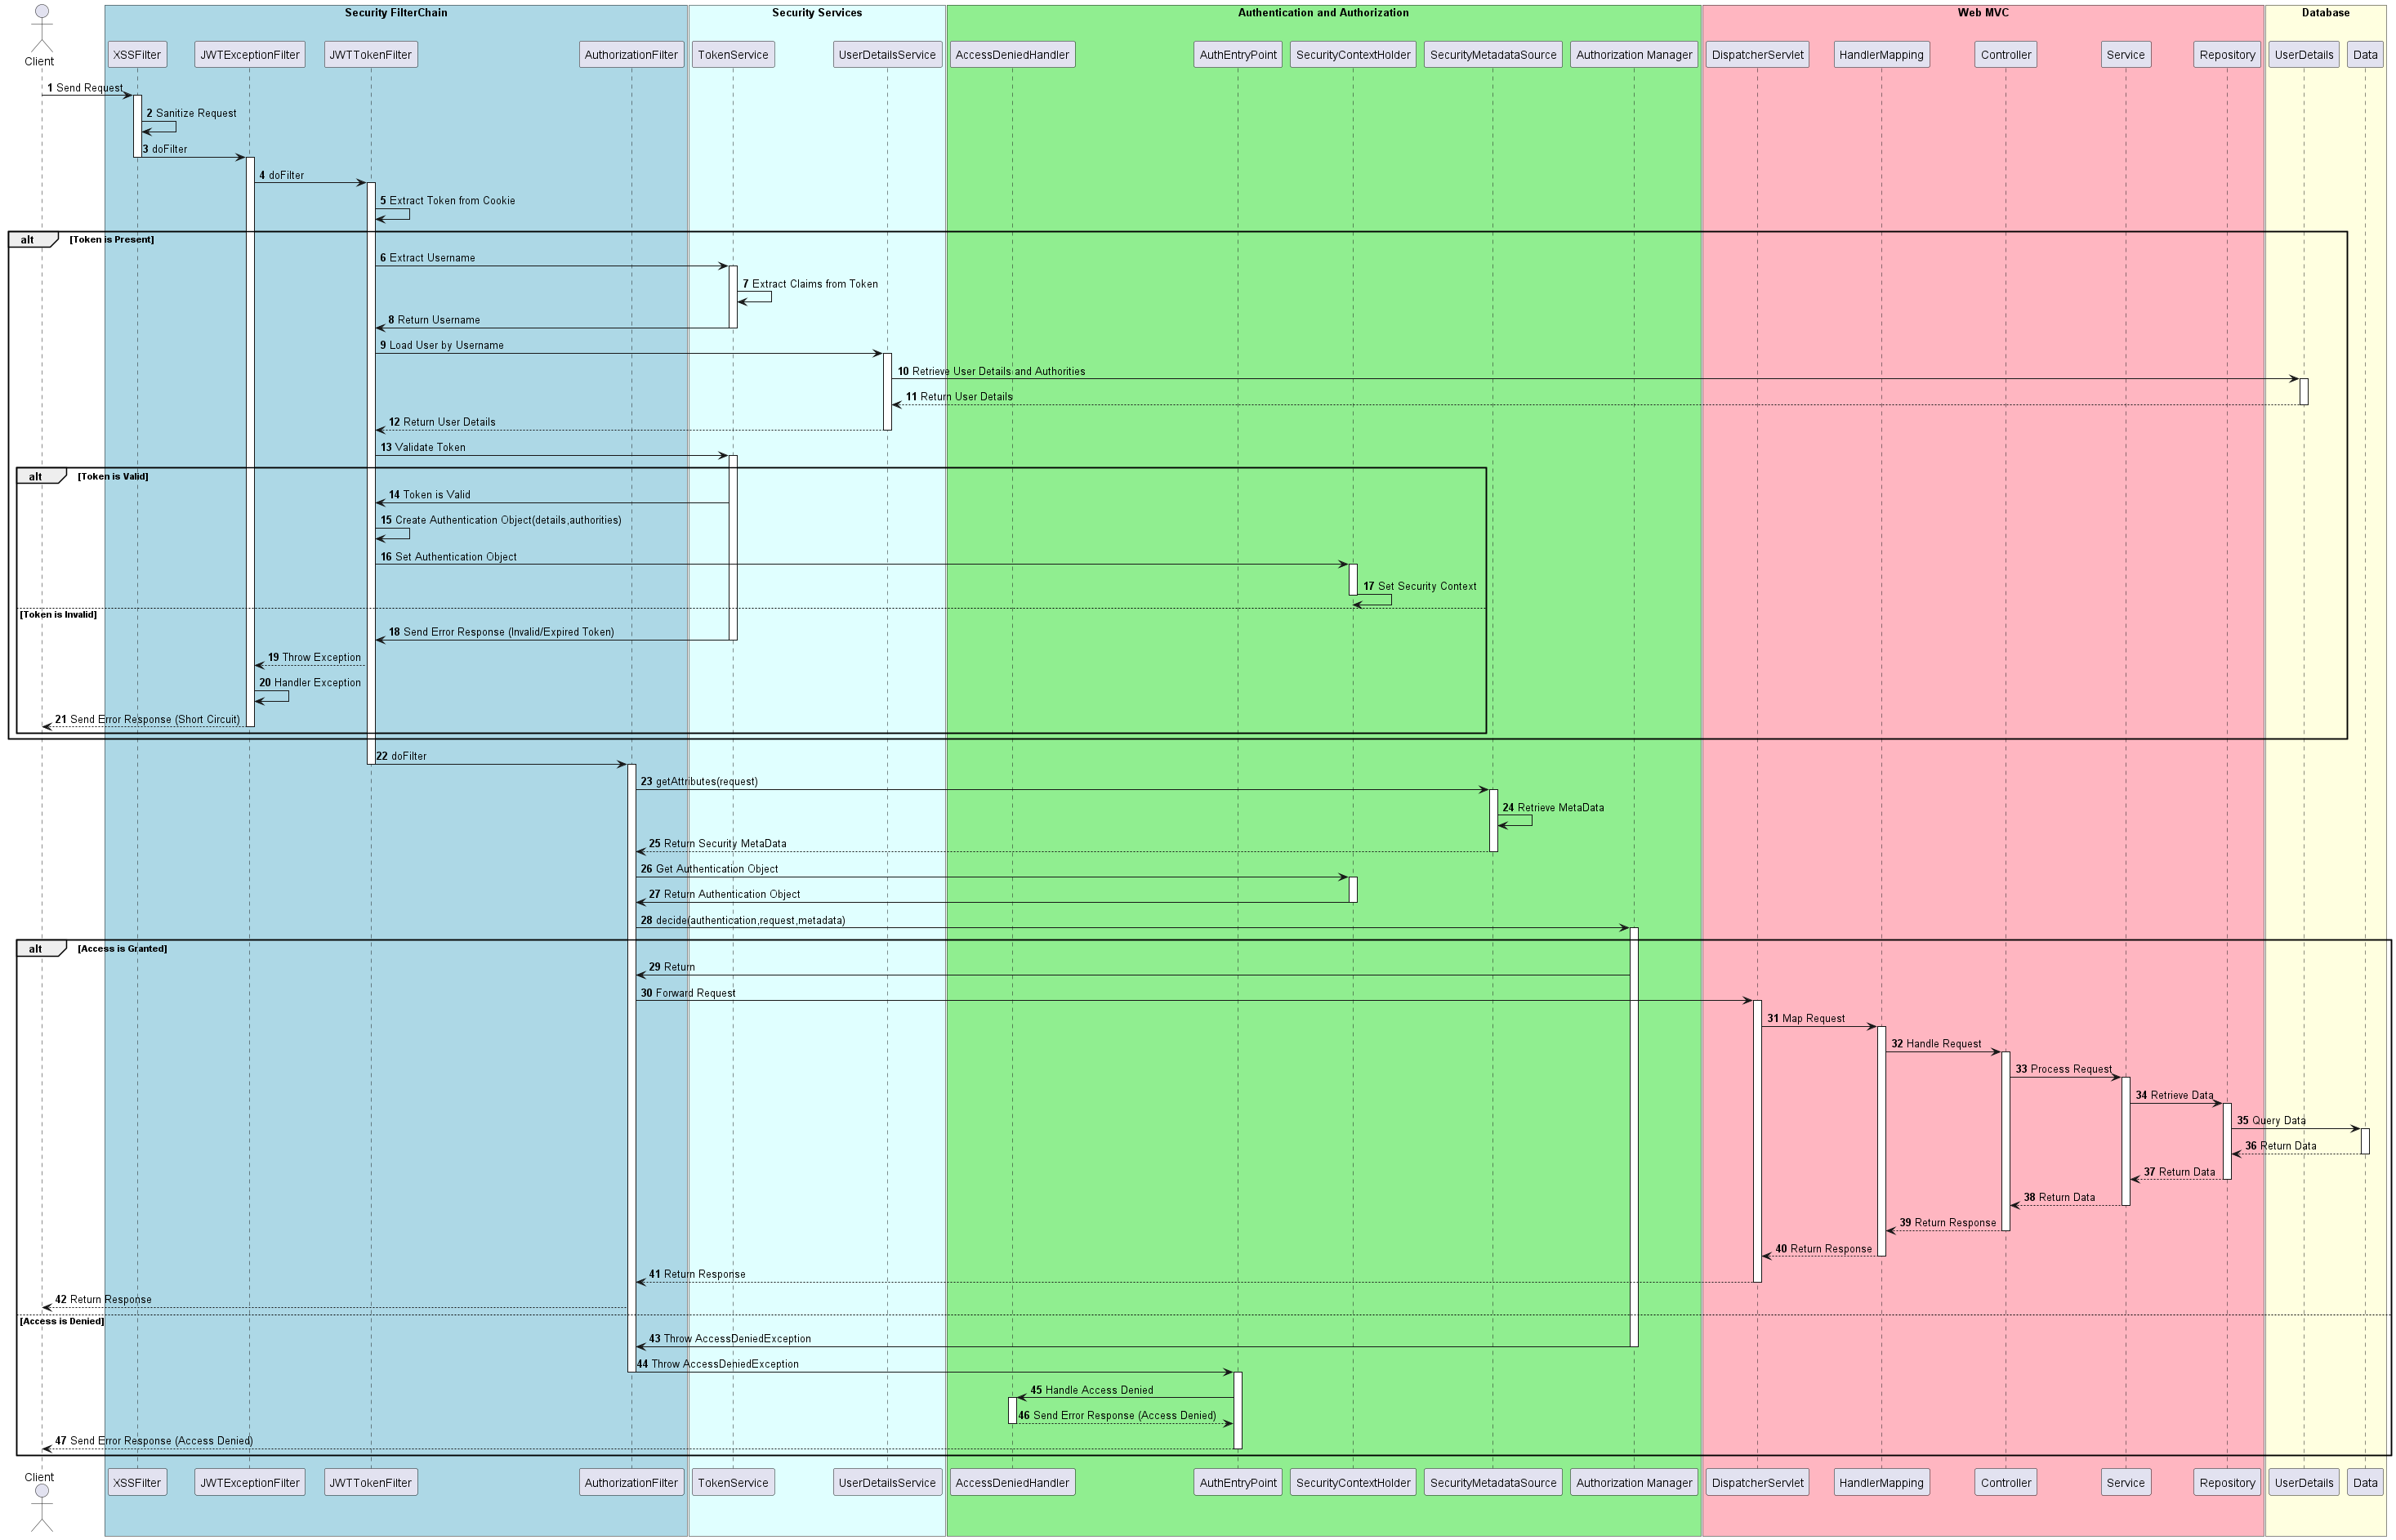 Security FilterChain
Security Services
Authentication and Authorization
Web MVC
Database
Client
XSSFilter
JWTExceptionFilter
JWTTokenFilter
AuthorizationFilter
TokenService
UserDetailsService
AccessDeniedHandler
AuthEntryPoint
SecurityContextHolder
SecurityMetadataSource
Authorization Manager
DispatcherServlet
HandlerMapping
Controller
Service
Repository
UserDetails
Data
1 Send Request
2 Sanitize Request
3 doFilter
4 doFilter
5 Extract Token from Cookie
alt [Token is Present]
6 Extract Username
7 Extract Claims from Token
8 Return Username
9 Load User by Username
10 Retrieve User Details and Authorities
11 Return User Details
12 Return User Details
13 Validate Token
alt [Token is Valid]
14 Token is Valid
15 Create Authentication Object(details,authorities)
16 Set Authentication Object
17 Set Security Context
[Token is Invalid]
18 Send Error Response (Invalid/Expired Token)
19 Throw Exception
20 Handler Exception
21 Send Error Response (Short Circuit)
22 doFilter
23 getAttributes(request)
24 Retrieve MetaData
25 Return Security MetaData
26 Get Authentication Object
27 Return Authentication Object
28 decide(authentication,request,metadata)
alt [Access is Granted]
29 Return
30 Forward Request
31 Map Request
32 Handle Request
33 Process Request
34 Retrieve Data
35 Query Data
36 Return Data
37 Return Data
38 Return Data
39 Return Response
40 Return Response
41 Return Response
42 Return Response
[Access is Denied]
43 Throw AccessDeniedException
44 Throw AccessDeniedException
45 Handle Access Denied
46 Send Error Response (Access Denied)
47 Send Error Response (Access Denied)
Client
XSSFilter
JWTExceptionFilter
JWTTokenFilter
AuthorizationFilter
TokenService
UserDetailsService
AccessDeniedHandler
AuthEntryPoint
SecurityContextHolder
SecurityMetadataSource
Authorization Manager
DispatcherServlet
HandlerMapping
Controller
Service
Repository
UserDetails
Data